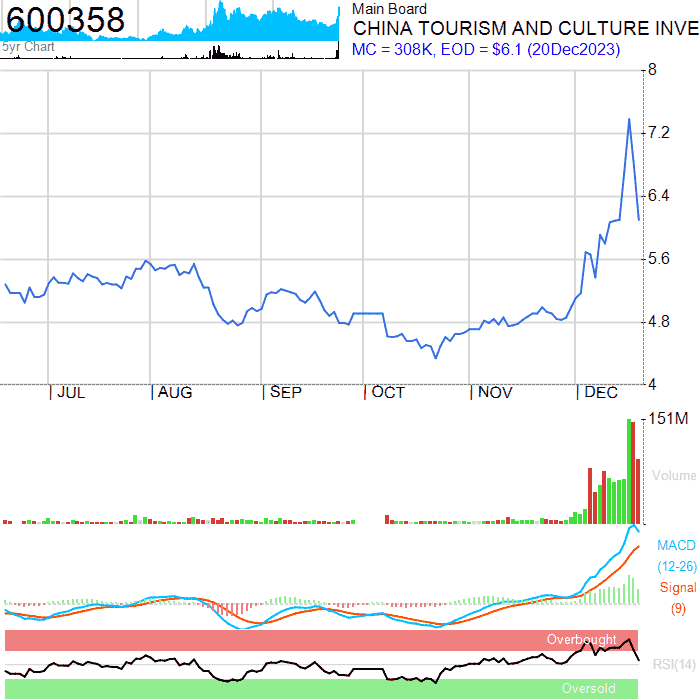 600358
5yr Chart
Main Board
CHINA TOURISM AND CULTURE INVE
MC = 308K, EOD = $6.1 (20Dec2023)
8
7.2
6.4
5.6
4.8
4
JUL AUG SEP OCT NOV DEC
151M
Volume
MACD
(12-26)
Signal
(9)
Overbought
RSI(14)
Oversold